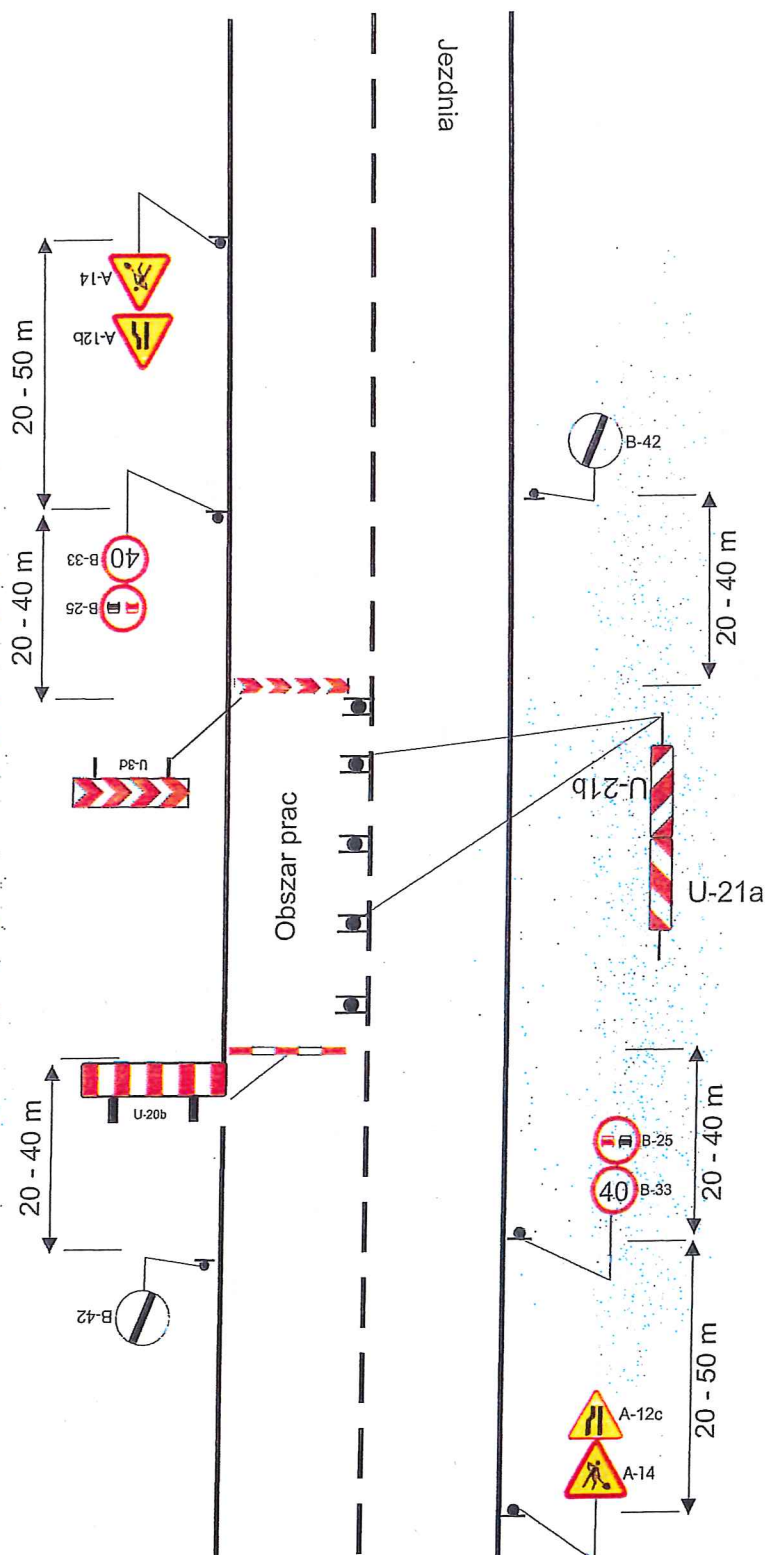 Jezdnia
A-14
A-12b
20 - 50 m
B-42
B-33
40
B-25
20 - 40 m
20 - 40 m
U-3d
Obszar prac
U-21b
U-21a
U-20b
20 - 40 m
B-25
40
B-33
20 - 40 m
B-42
A-12c
A-14
20 - 50 m